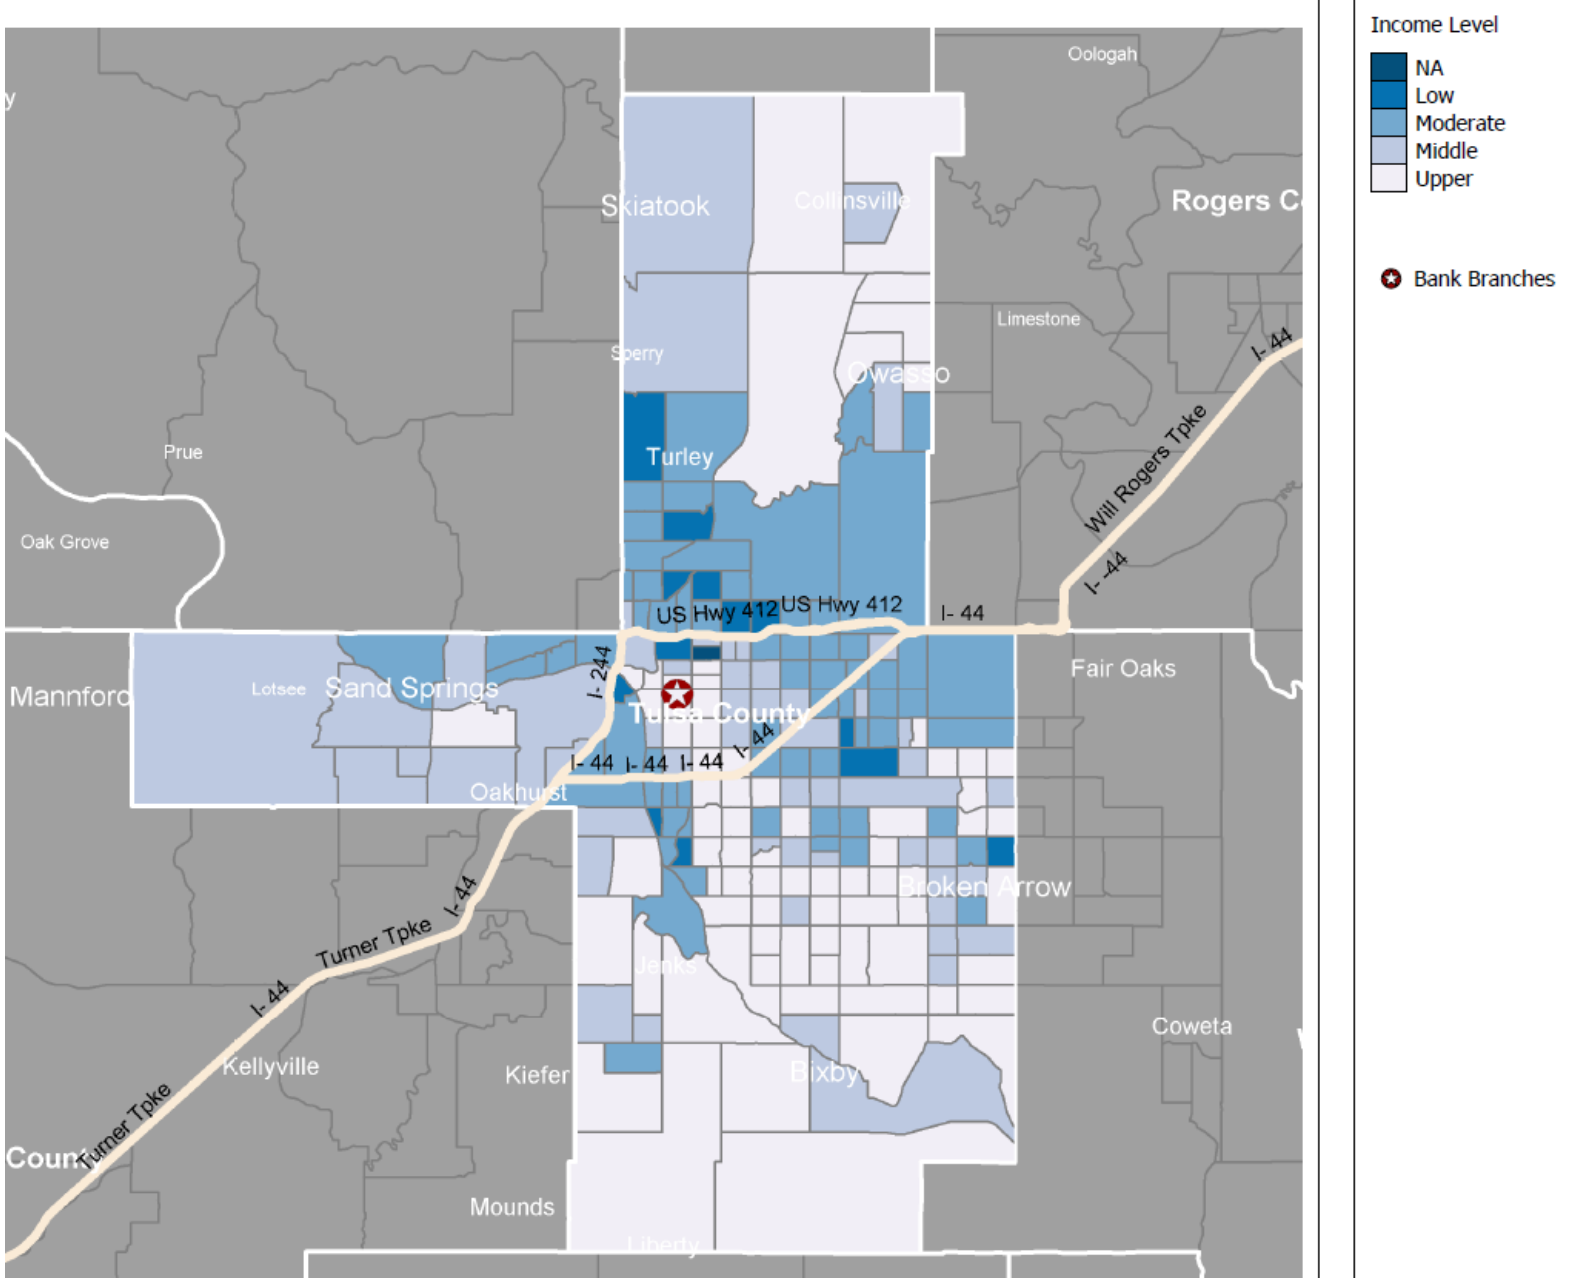 Income Level
NA
Low
Moderate
Middle
Upper
Bank Branches
Oologah
y
Skiatook
Collinsville
Rogers C
Limestone
I- 44
Sperry
Owasso
Prue
Turley
Will Rogers Tpke
Oak Grove
I- -44
US Hwy 412
US Hwy 412
I- 44
I- 244
Fair Oaks
Mannford
Lotsee
Sand Springs
Tulsa County
I- 44
I- 44
I- 44
I- 44
Oakhurst
Broken Arrow
I- 44
Turner Tpke
Jenks
I- 44
Coweta
Kellyville
Kiefer
Bixby
Turner Tpke
County
Mounds
Liberty